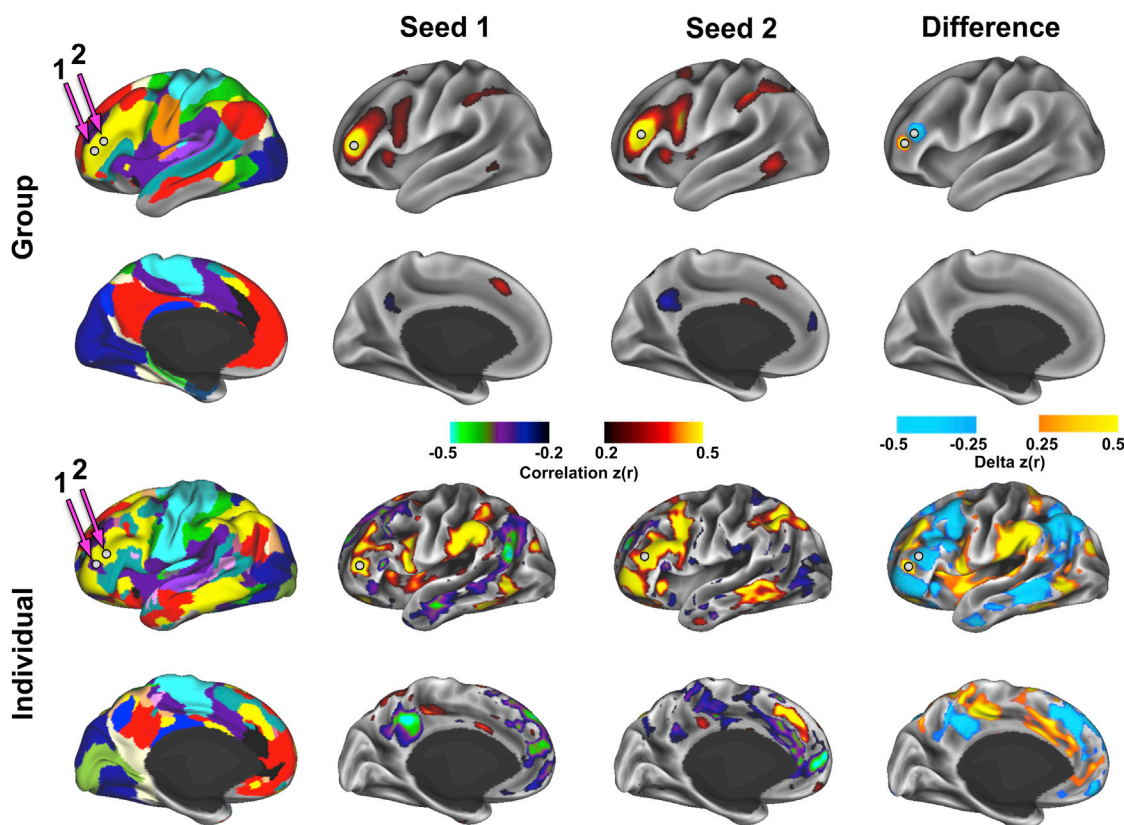 Seed 1 Seed 2 Difference
1 2
Group
-0.5 -0.2 0.2 0.5
Correlation z(r)
-0.5 -0.25 0.25 0.5
Delta z(r)
1 2
Individual